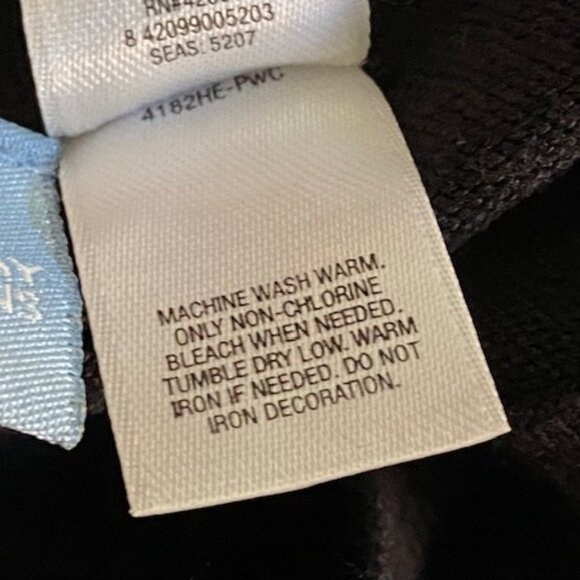 8 42099005203
SEAS: 5207
4182HE-PWC
MACHINE WASH WARM.
ONLY NON-CHLORINE
BLEACH WHEN NEEDED.
TUMBLE DRY LOW. WARM
IRON IF NEEDED. DO NOT
IRON DECORATION.